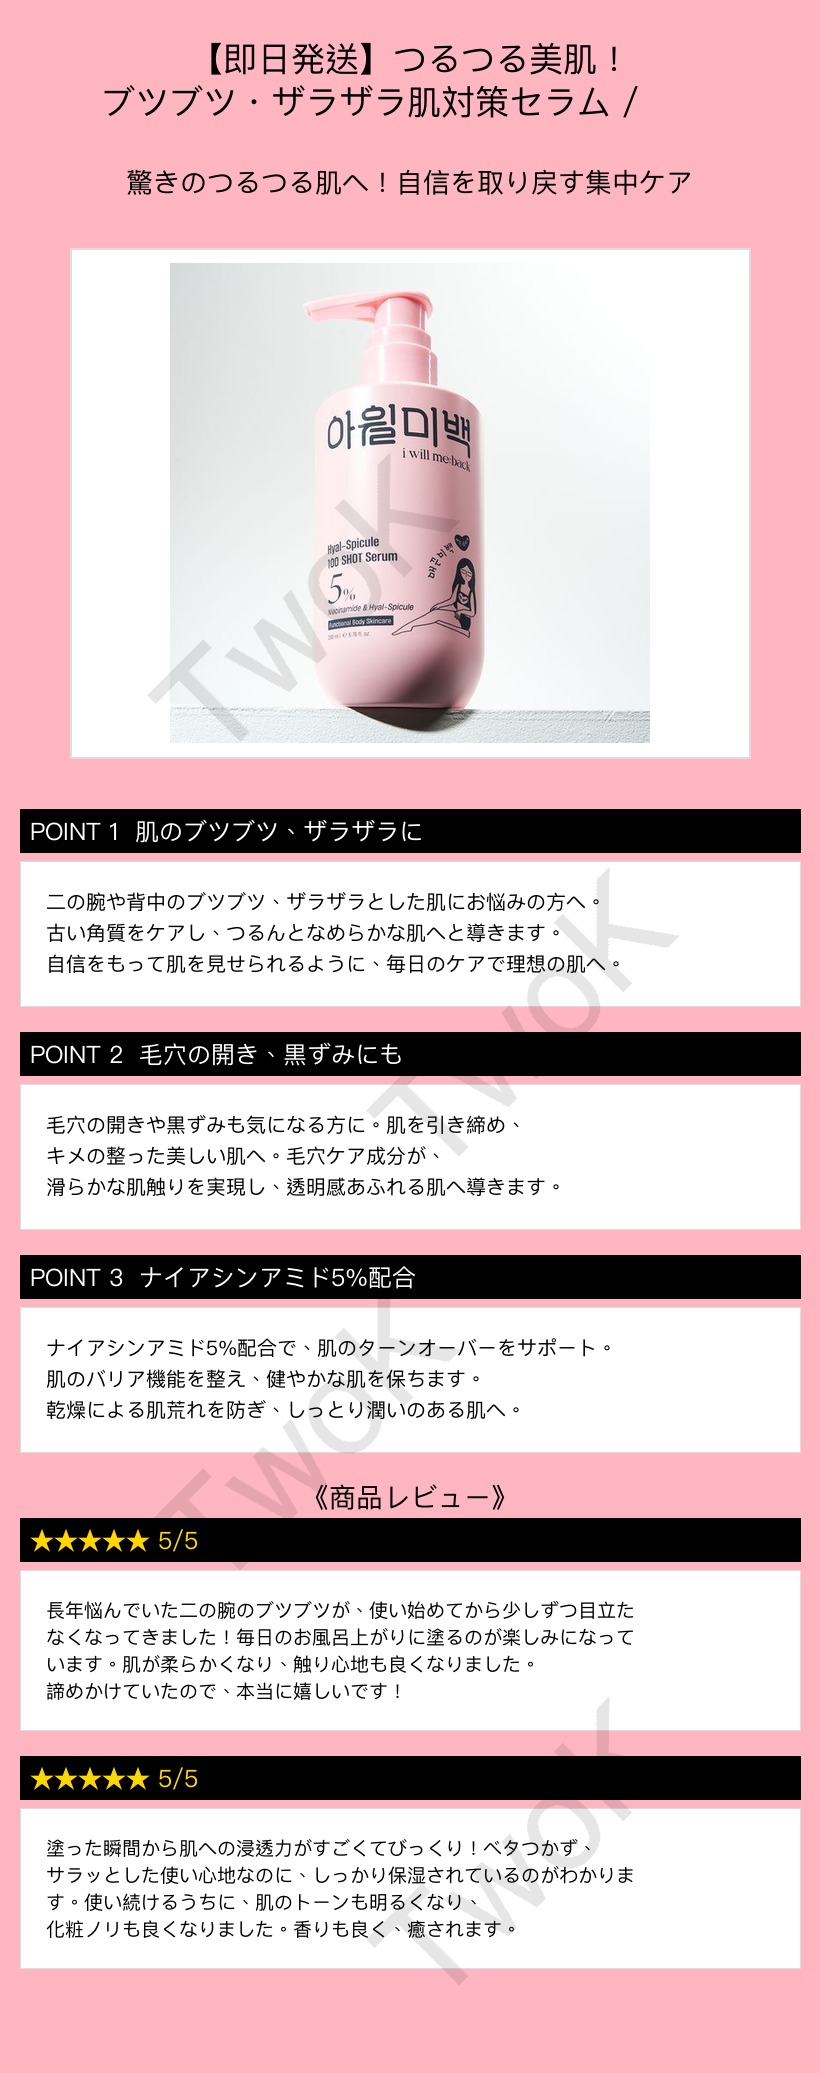 【即日発送】つるつる美肌！
ブツブツ・ザラザラ肌対策セラム /
驚きのつるつる肌へ！自信を取り戻す集中ケア
아윌미백
i will me:back
Hyal-Spicule
100 SHOT Serum
5%
Niacinamide & Hyal-Spicule
Functional Body Skincare
TwoK
POINT 1 肌のブツブツ、ザラザラに
二の腕や背中のブツブツ、ザラザラとした肌にお悩みの方へ。
古い角質をケアし、つるんとなめらかな肌へと導きます。
自信をもって肌を見せられるように、毎日のケアで理想の肌へ。
TwoK
POINT 2 毛穴の開き、黒ずみにも
毛穴の開きや黒ずみも気になる方に。肌を引き締め、
キメの整った美しい肌へ。毛穴ケア成分が、
滑らかな肌触りを実現し、透明感あふれる肌へ導きます。
POINT 3 ナイアシンアミド5%配合
ナイアシンアミド5%配合で、肌のターンオーバーをサポート。
肌のバリア機能を整え、健やかな肌を保ちます。
乾燥による肌荒れを防ぎ、しっとり潤いのある肌へ。
TwoK
《商品レビュー》
★★★★★ 5/5
長年悩んでいた二の腕のブツブツが、使い始めてから少しずつ目立た
なくなってきました！毎日のお風呂上がりに塗るのが楽しみになって
います。肌が柔らかくなり、触り心地も良くなりました。
諦めかけていたので、本当に嬉しいです！
★★★★★ 5/5
塗った瞬間から肌への浸透力がすごくてびっくり！ベタつかず、
サラッとした使い心地なのに、しっかり保湿されているのがわかりま
す。使い続けるうちに、肌のトーンも明るくなり、
化粧ノリも良くなりました。香りも良く、癒されます。
TwoK